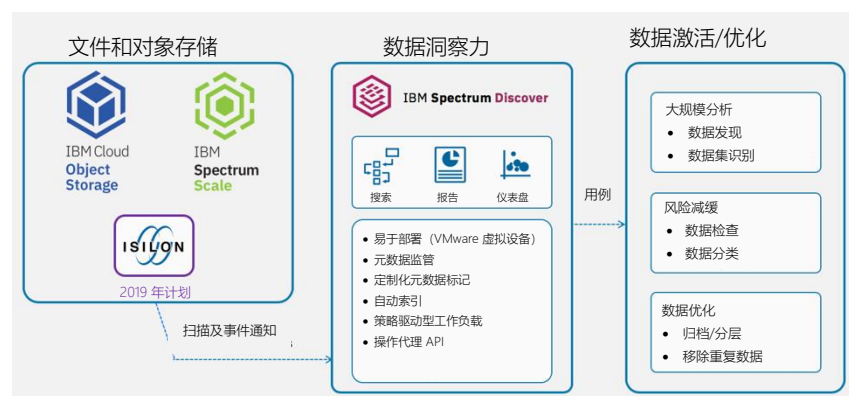 文件和对象存储
IBM Cloud
Object
Storage
IBM
Spectrum
Scale
ISILON
2019 年计划
扫描及事件通知
数据洞察力
IBM Spectrum Discover
搜索
报告
仪表盘
• 易于部署（VMware 虚拟设备）
• 元数据监管
• 定制化元数据标记
• 自动索引
• 策略驱动型工作负载
• 操作代理 API
用例
数据激活/优化
大规模分析
• 数据发现
• 数据集识别
风险减缓
• 数据检查
• 数据分类
数据优化
• 归档/分层
• 移除重复数据